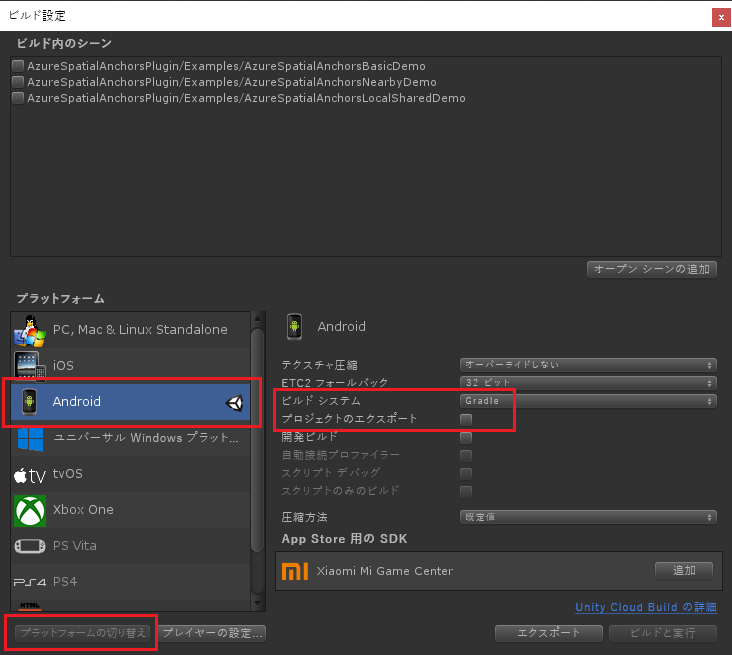 ビルド設定
x
ビルド内のシーン
AzureSpatialAnchorsPlugin/Examples/AzureSpatialAnchorsBasicDemo
AzureSpatialAnchorsPlugin/Examples/AzureSpatialAnchorsNearbyDemo
AzureSpatialAnchorsPlugin/Examples/AzureSpatialAnchorsLocalSharedDemo
オープン シーンの追加
プラットフォーム
PC, Mac & Linux Standalone
iOS
Android
ユニバーサル Windows プラット...
tv tvOS
Xbox One
PS Vita
PS4 PS4
HTML
プラットフォームの切り替え
プレイヤーの設定...
Android
テクスチャ圧縮 オーバーライドしない
ETC2 フォールバック 32 ビット
ビルド システム Gradle
プロジェクトのエクスポート
開発ビルド
自動接続プロファイラー
スクリプト デバッグ
スクリプトのみのビルド
圧縮方法 既定値
App Store 用の SDK
Xiaomi Mi Game Center 追加
Unity Cloud Build の詳細
エクスポート ビルドと実行